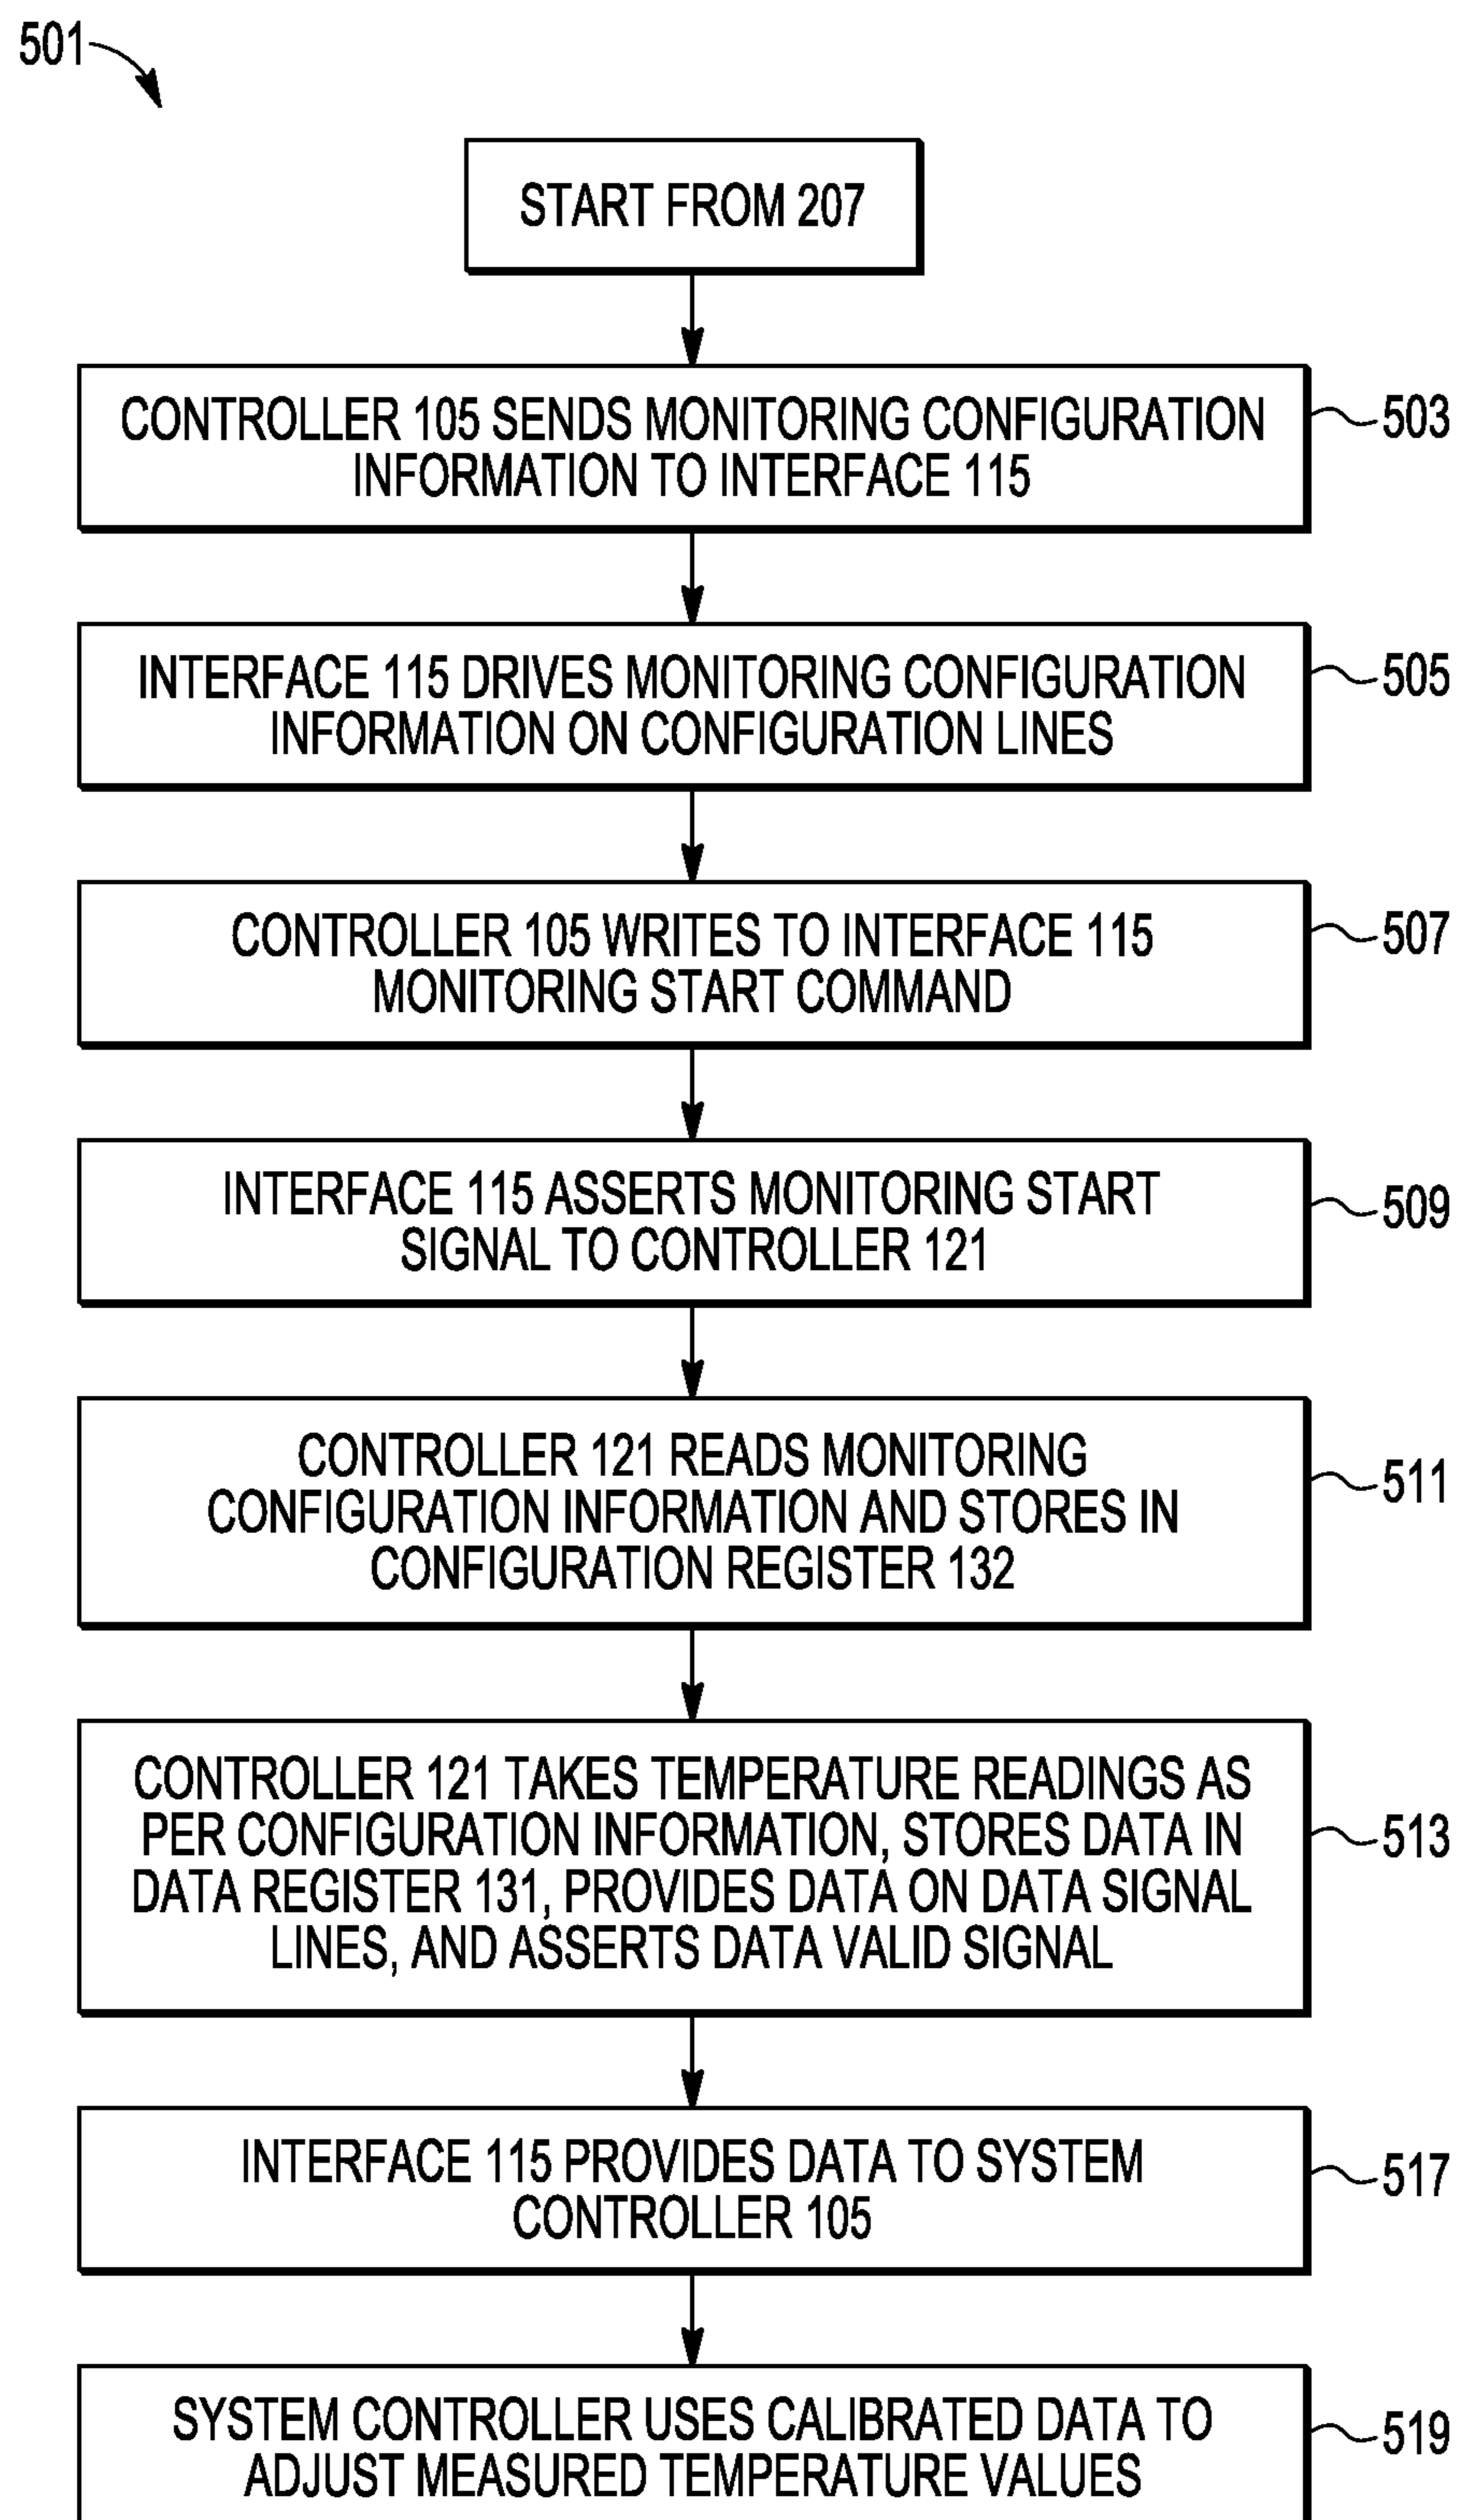 501
START FROM 207
CONTROLLER 105 SENDS MONITORING CONFIGURATION
INFORMATION TO INTERFACE 115
503
INTERFACE 115 DRIVES MONITORING CONFIGURATION
INFORMATION ON CONFIGURATION LINES
505
CONTROLLER 105 WRITES TO INTERFACE 115
MONITORING START COMMAND
507
INTERFACE 115 ASSERTS MONITORING START
SIGNAL TO CONTROLLER 121
509
CONTROLLER 121 READS MONITORING
CONFIGURATION INFORMATION AND STORES IN
CONFIGURATION REGISTER 132
511
CONTROLLER 121 TAKES TEMPERATURE READINGS AS
PER CONFIGURATION INFORMATION, STORES DATA IN
DATA REGISTER 131, PROVIDES DATA ON DATA SIGNAL
LINES, AND ASSERTS DATA VALID SIGNAL
513
INTERFACE 115 PROVIDES DATA TO SYSTEM
CONTROLLER 105
517
SYSTEM CONTROLLER USES CALIBRATED DATA TO
ADJUST MEASURED TEMPERATURE VALUES
519